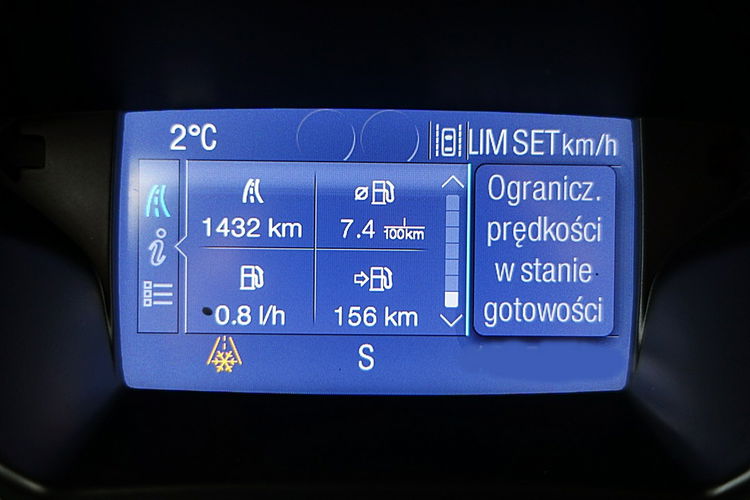 2°C
LIM SET km/h
1432 km
7.4 l/100km
0.8 l/h
156 km
Ogranicz.
prędkości
w stanie
gotowości
S